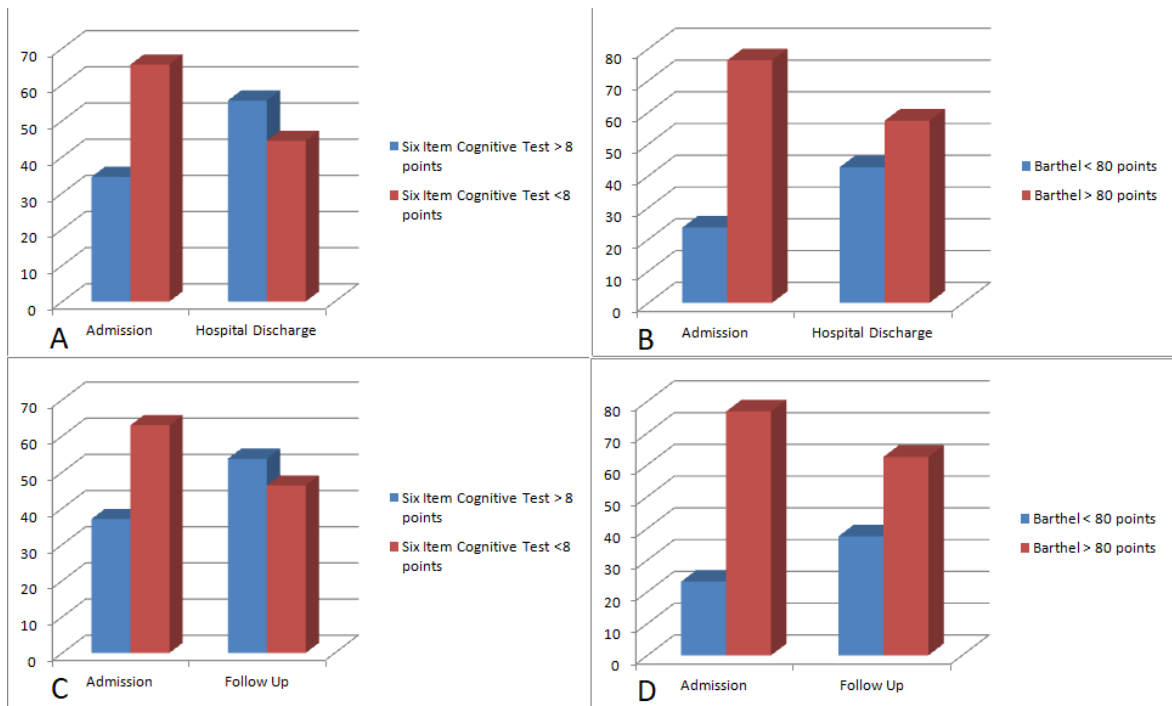 70
60
50
40
30
20
10
0
Admission
Hospital Discharge
Six Item Cognitive Test > 8
points
Six Item Cognitive Test <8
points
A
80
70
60
50
40
30
20
10
0
Admission
Hospital Discharge
Barthel < 80 points
Barthel > 80 points
B
70
60
50
40
30
20
10
0
Admission
Follow Up
Six Item Cognitive Test > 8
points
Six Item Cognitive Test <8
points
C
80
70
60
50
40
30
20
10
0
Admission
Follow Up
Barthel < 80 points
Barthel > 80 points
D